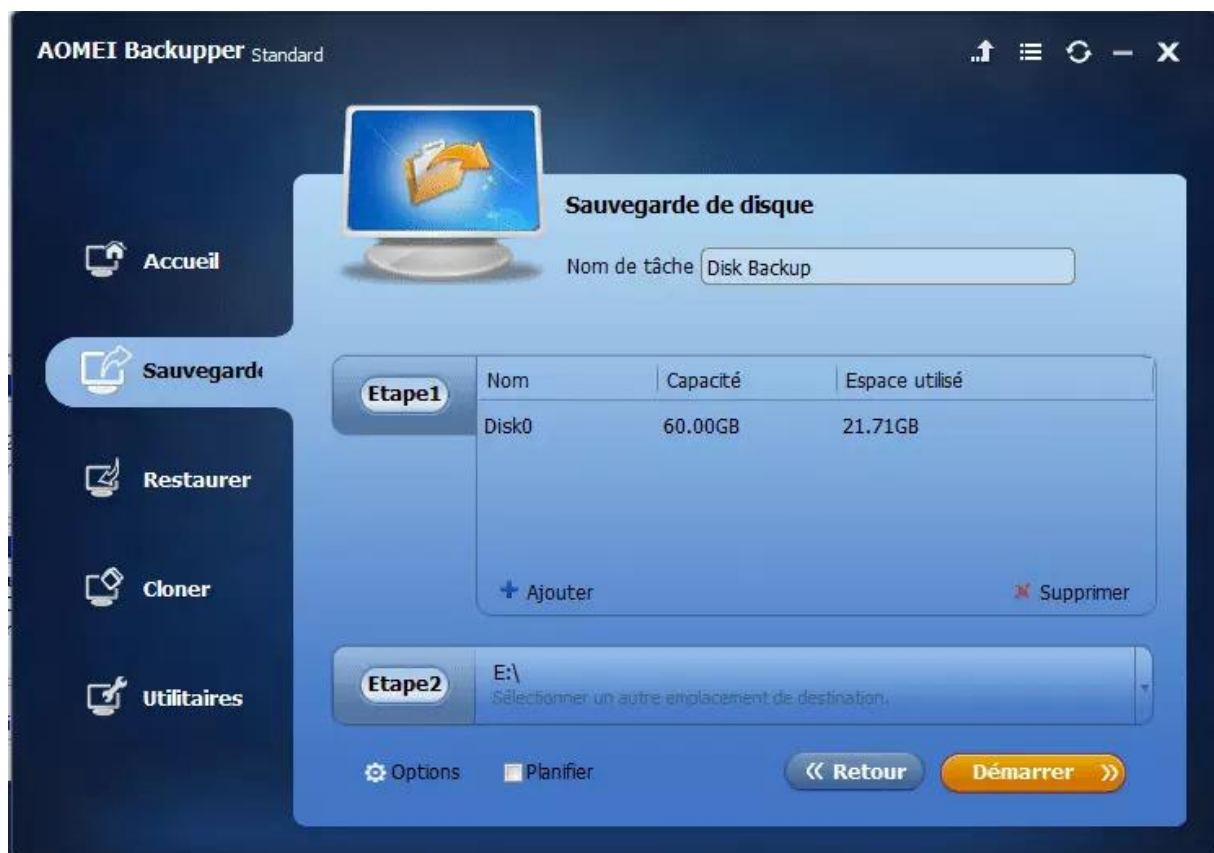 AOMEI Backupper Standard
Sauvegarde de disque
Nom de tâche Disk Backup
Accueil
Sauvegarde
Restaurer
Cloner
Utilitaires
Etape1
Nom Capacité Espace utilisé
Disk0 60.00GB 21.71GB
Ajouter Supprimer
Etape2
E:\
Sélectionner un autre emplacement de destination.
Options Planifier Retour Démarrer